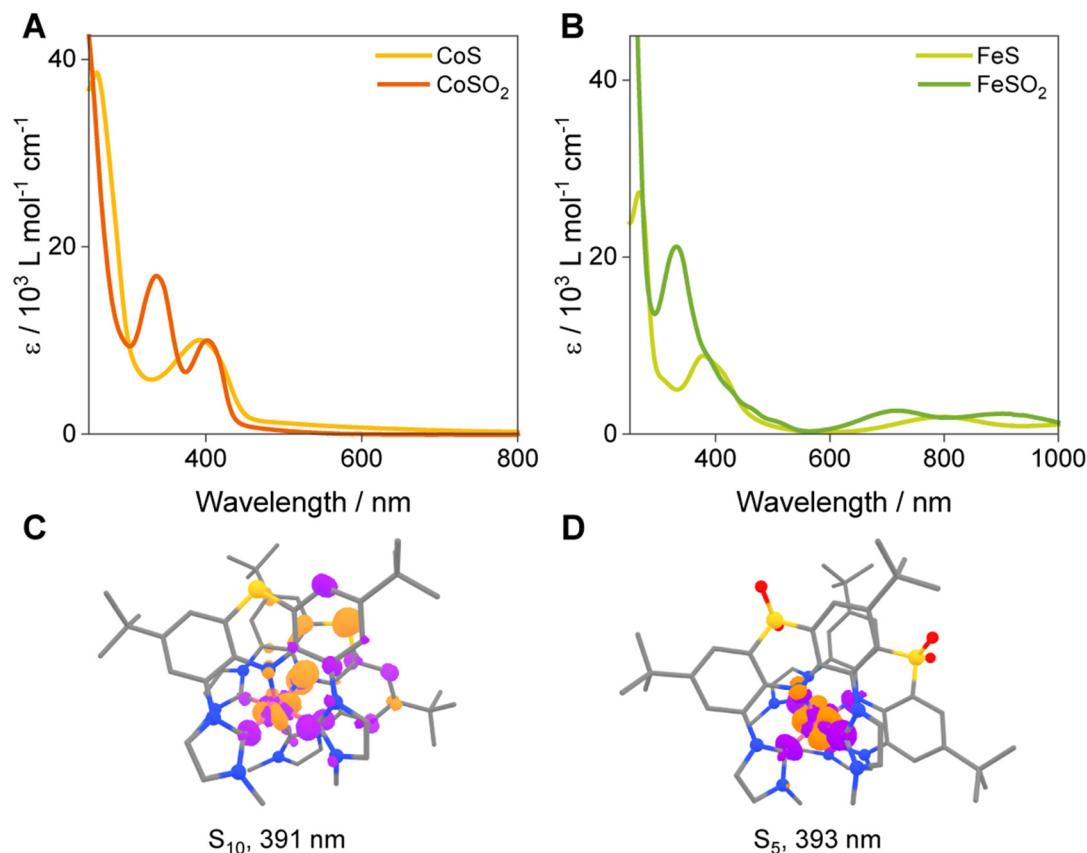 A
CoS
CoSO₂
40
20
0
ε / 10³ L mol⁻¹ cm⁻¹
400
600
800
Wavelength / nm
B
FeS
FeSO₂
40
20
0
ε / 10³ L mol⁻¹ cm⁻¹
400
600
800
1000
Wavelength / nm
C
S₁₀, 391 nm
D
S₅, 393 nm